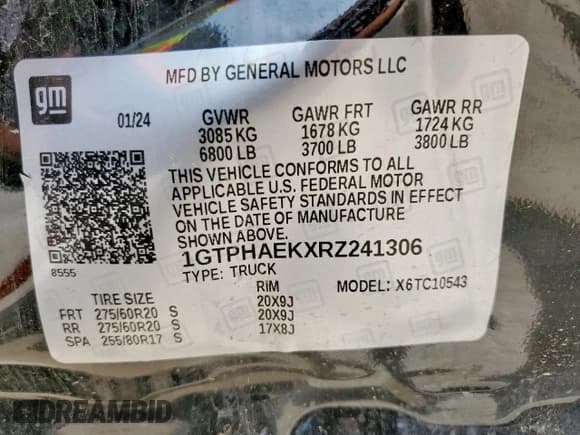 MFD BY GENERAL MOTORS LLC
gm
01/24
GVWR GAWR FRT GAWR RR
3085 KG 1678 KG 1724 KG
6800 LB 3700 LB 3800 LB
THIS VEHICLE CONFORMS TO ALL
APPLICABLE U.S. FEDERAL MOTOR
VEHICLE SAFETY STANDARDS IN EFFECT
ON THE DATE OF MANUFACTURE
SHOWN ABOVE.
8555
1GTPHAEKXRZ241306
TYPE: TRUCK MODEL: X6TC10543
TIRE SIZE RIM
FRT 275/60R20 S 20X9J
RR 275/60R20 S 20X9J
SPA 255/80R17 S 17X8J
DREAMBID